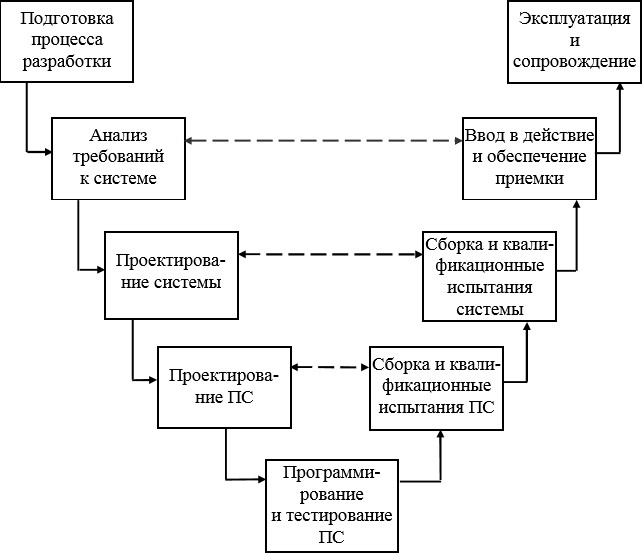 Подготовка
процесса
разработки
Эксплуатация
и
сопровождение
Анализ
требований
к системе
Ввод в действие
и обеспечение
приемки
Проектирова-
ние системы
Сборка и квали-
фикационные
испытания
системы
Проектирова-
ние ПС
Сборка и квали-
фикационные
испытания ПС
Программи-
рование
и тестирование
ПС